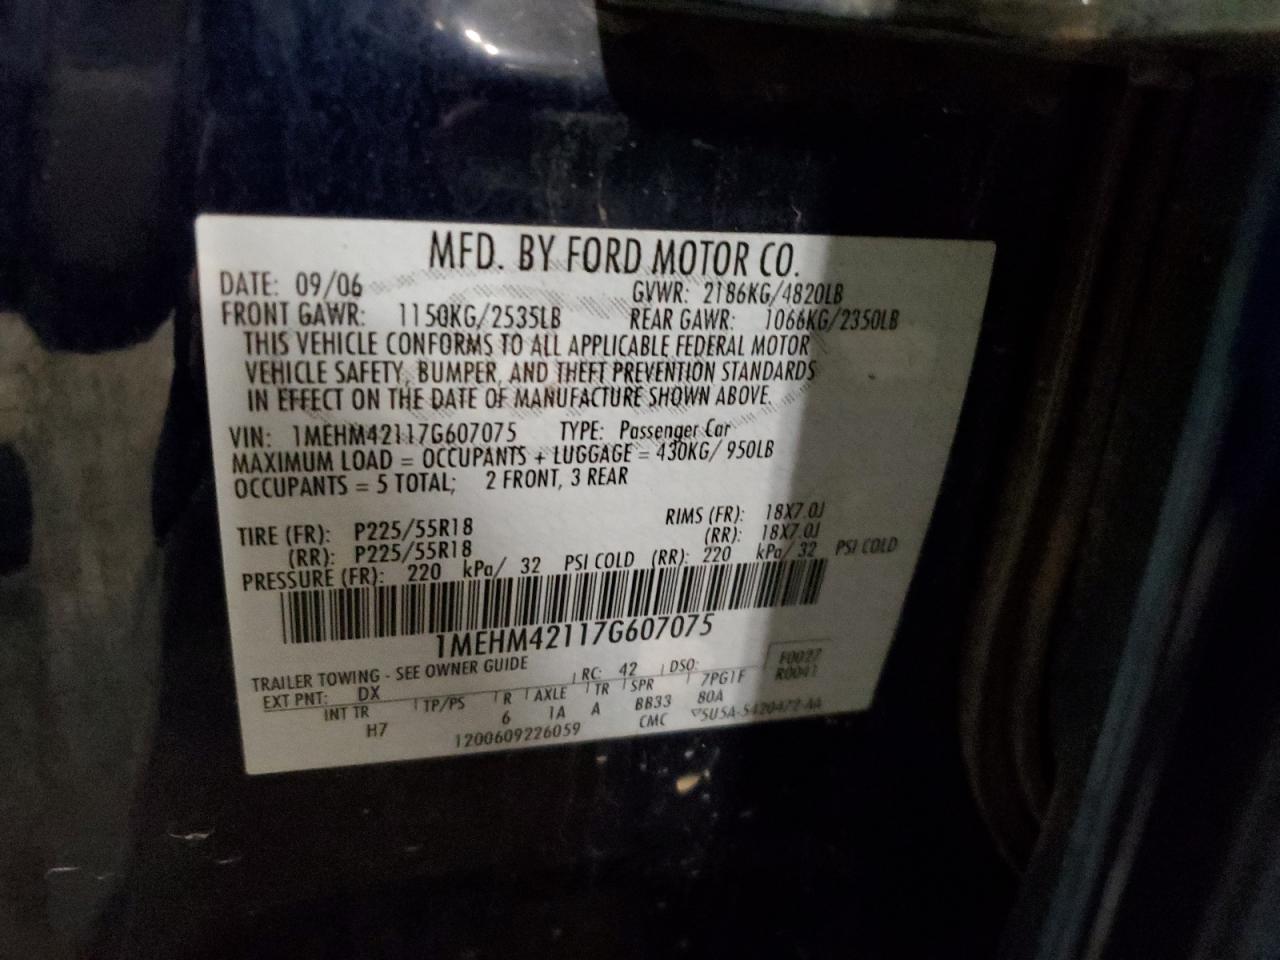 MFD. BY FORD MOTOR CO.
DATE: 09/06 GVWR: 2186KG/4820LB
FRONT GAWR: 1150KG/2535LB REAR GAWR: 1066KG/2350LB
THIS VEHICLE CONFORMS TO ALL APPLICABLE FEDERAL MOTOR
VEHICLE SAFETY, BUMPER, AND THEFT PREVENTION STANDARDS
IN EFFECT ON THE DATE OF MANUFACTURE SHOWN ABOVE.
VIN: 1MEHM42117G607075 TYPE: Passenger Car
MAXIMUM LOAD = OCCUPANTS + LUGGAGE = 430KG/ 950LB
OCCUPANTS = 5 TOTAL; 2 FRONT, 3 REAR
TIRE (FR): P225/55R18 RIMS (FR): 18X7.0J
(RR): P225/55R18 (RR): 18X7.0J
PRESSURE (FR): 220 kPa/ 32 PSI COLD (RR): 220 kPa/ 32 PSI COLD
1MEHM42117G607075
TRAILER TOWING - SEE OWNER GUIDE
EXT PNT: DX RC: 42 DSO: F0027
R0041
INT TR TP/PS R AXLE TR SPR 7PG1F
H7 6 1A A BB33 80A
1200609226059 CMC 5U5A-5420472-AA